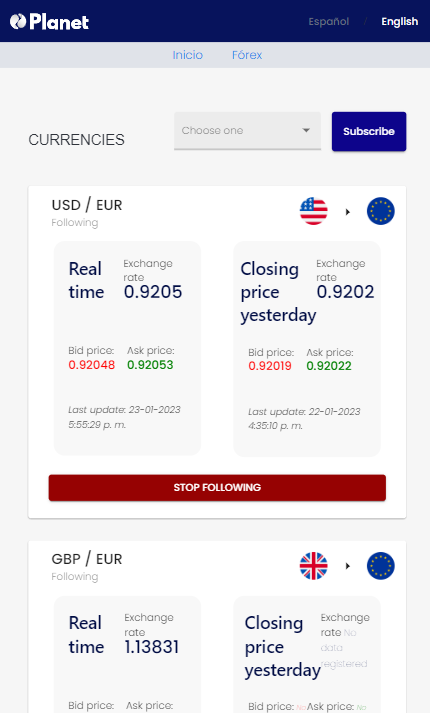 Planet
Español / English
Inicio Fórex
CURRENCIES
Choose one
Subscribe
USD / EUR
Following
Real time
Exchange rate
0.9205
Bid price: Ask price:
0.92048 0.92053
Last update: 23-01-2023
5:55:29 p. m.
Closing price yesterday
Exchange rate
0.9202
Bid price: Ask price:
0.92019 0.92022
Last update: 22-01-2023
4:35:10 p. m.
STOP FOLLOWING
GBP / EUR
Following
Real time
Exchange rate
1.13831
Bid price: Ask price:
Closing price yesterday
Exchange rate No data registered
Bid price: No Ask price: No